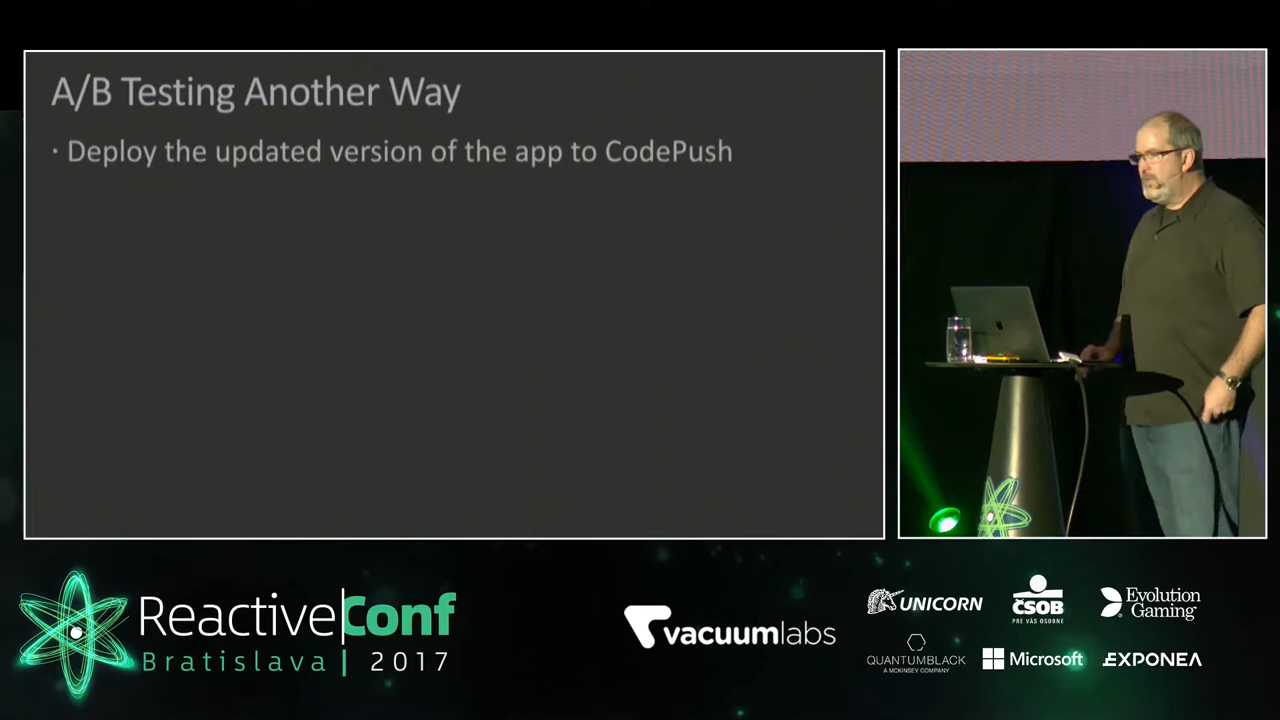 A/B Testing Another Way
· Deploy the updated version of the app to CodePush
ReactiveConf
Bratislava | 2017
vacuumlabs
UNICORN
ČSOB
PRE VÁS OSOBNE
Evolution
Gaming
QUANTUMBLACK
A MCKINSEY COMPANY
Microsoft
EXPONEA